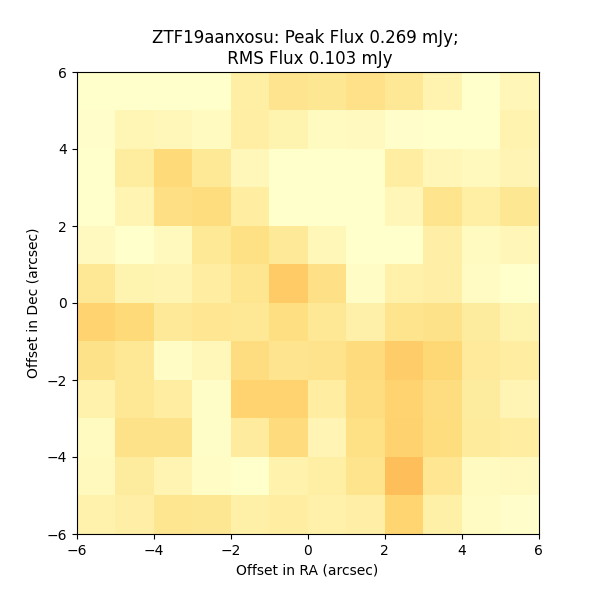 ZTF19aanxosu: Peak Flux 0.269 mJy;
RMS Flux 0.103 mJy
6
4
2
0
−2
−4
−6
Offset in Dec (arcsec)
−6 −4 −2 0 2 4 6
Offset in RA (arcsec)